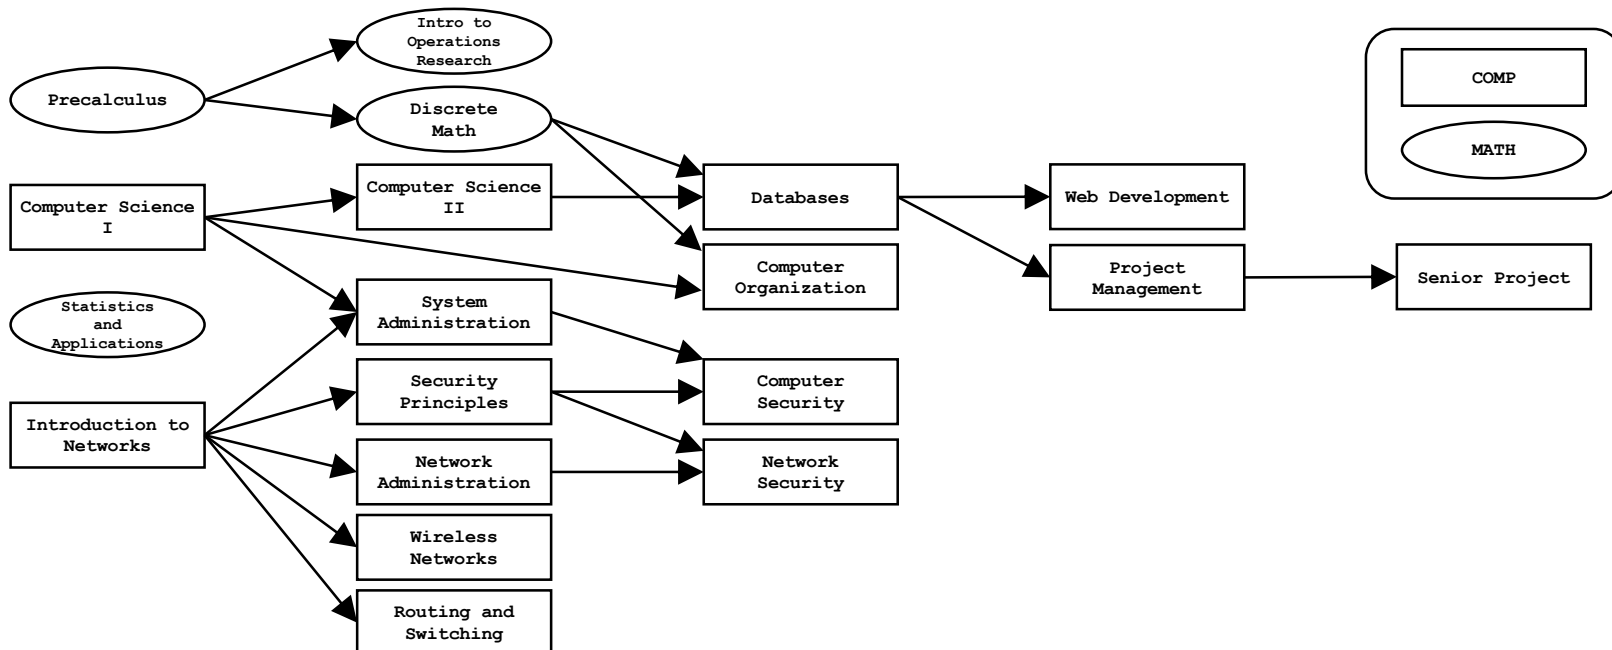 Intro to
Operations
Research
Precalculus
Discrete
Math
Computer Science
I
Computer Science
II
Databases
Web Development
Computer
Organization
Project
Management
Senior Project
Statistics
and
Applications
System
Administration
Introduction to
Networks
Security
Principles
Computer
Security
Network
Administration
Network
Security
Wireless
Networks
Routing and
Switching
COMP
MATH